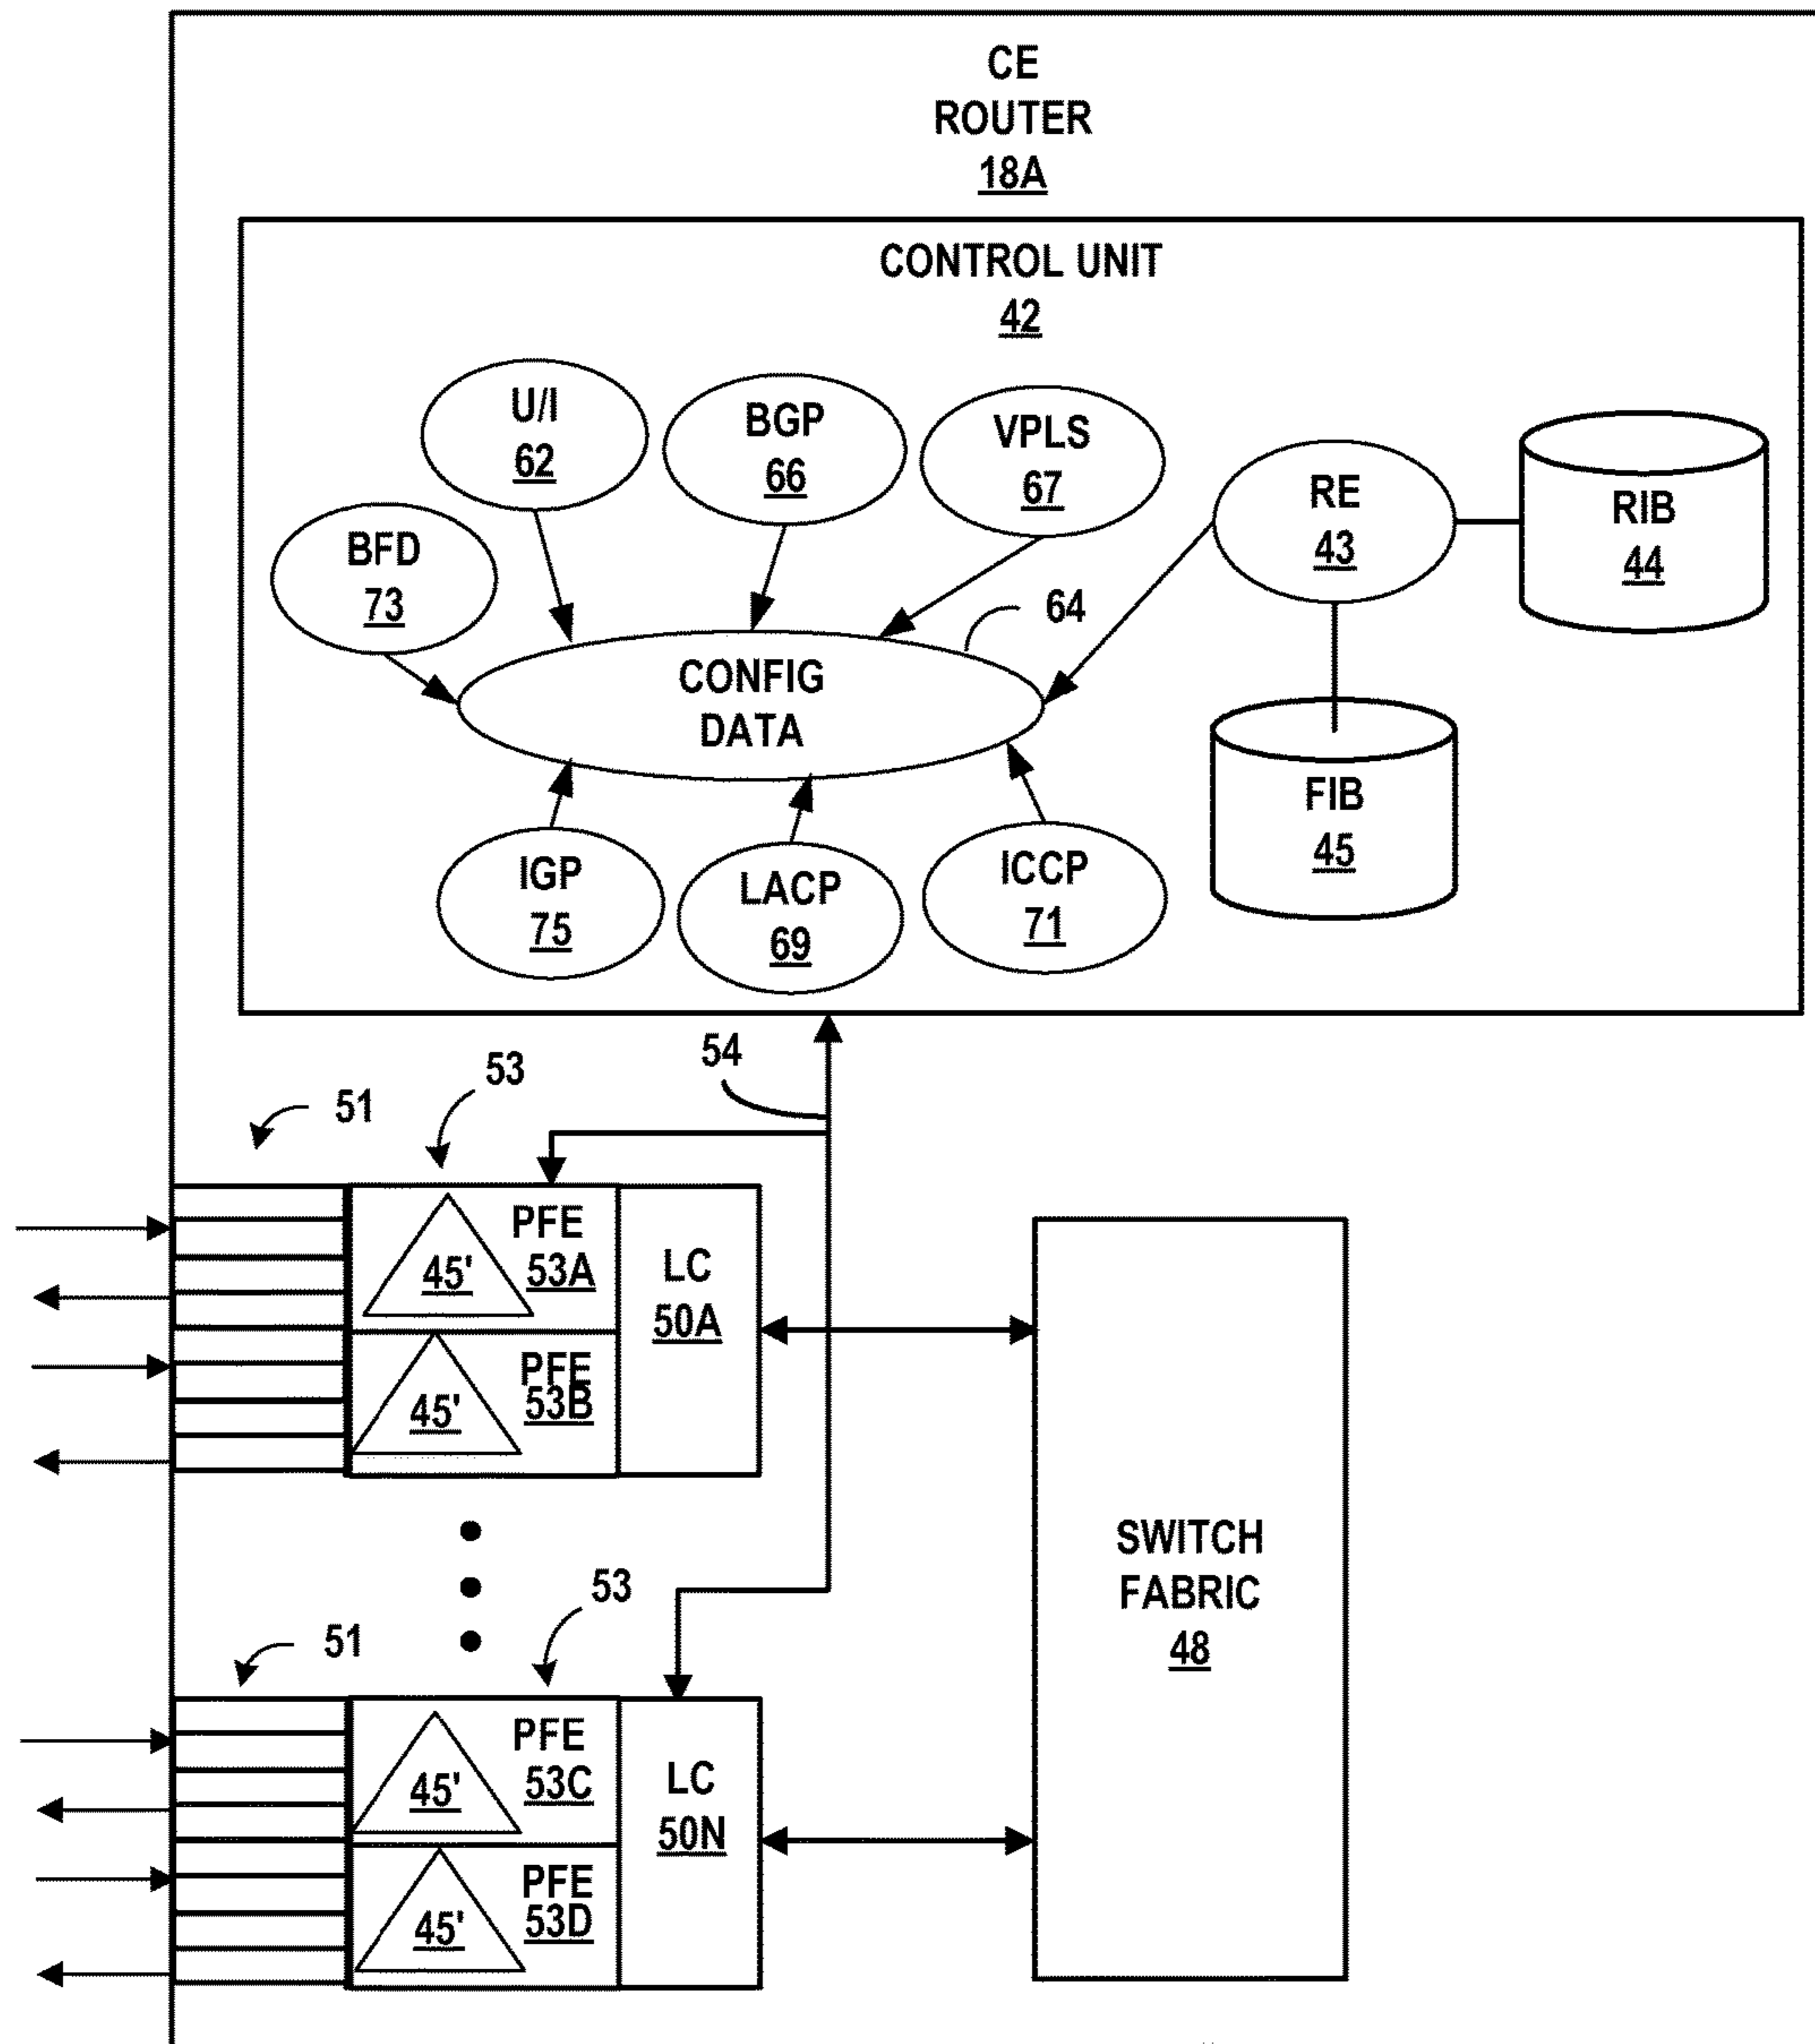 CE
ROUTER
18A
CONTROL UNIT
42
U/I
62
BGP
66
VPLS
67
BFD
73
RE
43
RIB
44
64
CONFIG
DATA
FIB
45
IGP
75
LACP
69
ICCP
71
54
53
51
PFE
53A
45'
LC
50A
PFE
53B
45'
SWITCH
FABRIC
48
53
51
PFE
53C
45'
LC
50N
PFE
53D
45'